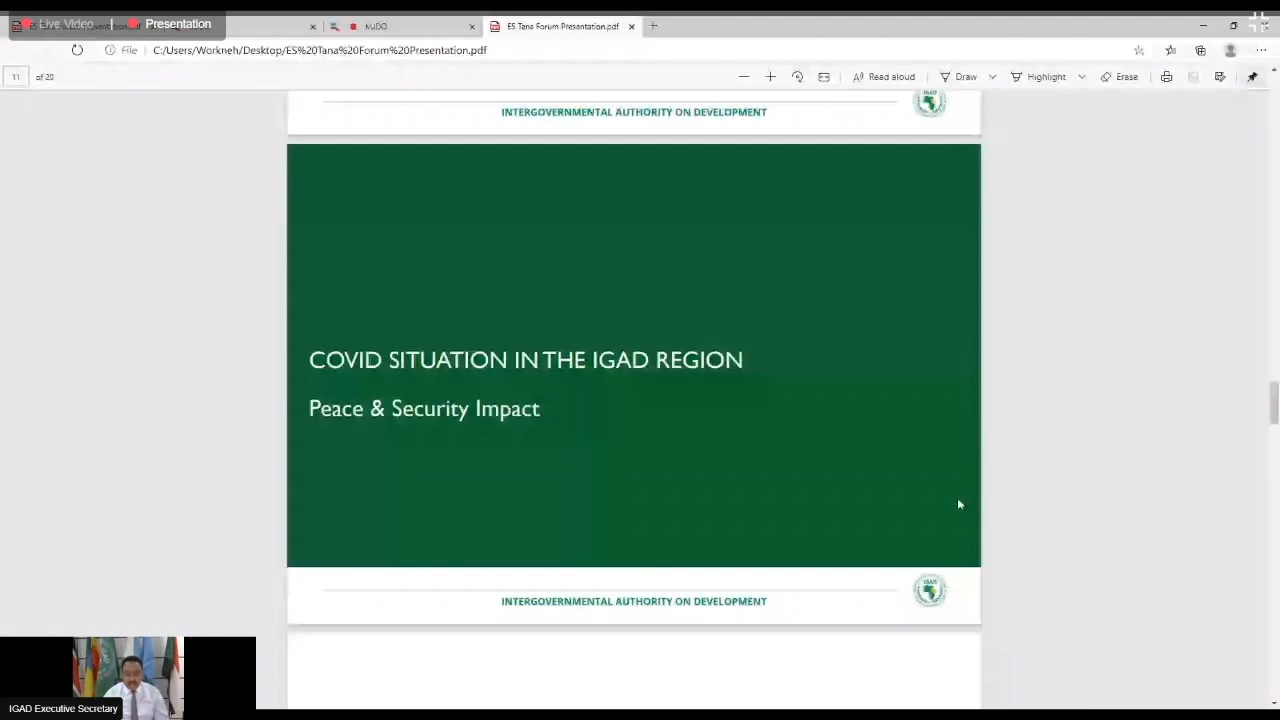 Live Video | Presentation
NUDO
ES Tana Forum Presentation.pdf
File
C:/Users/Workneh/Desktop/ES%20Tana%20Forum%20Presentation.pdf
11 of 20
Read aloud
Draw
Highlight
Erase
INTERGOVERNMENTAL AUTHORITY ON DEVELOPMENT
COVID SITUATION IN THE IGAD REGION
Peace & Security Impact
IGAD
INTERGOVERNMENTAL AUTHORITY ON DEVELOPMENT
IGAD Executive Secretary